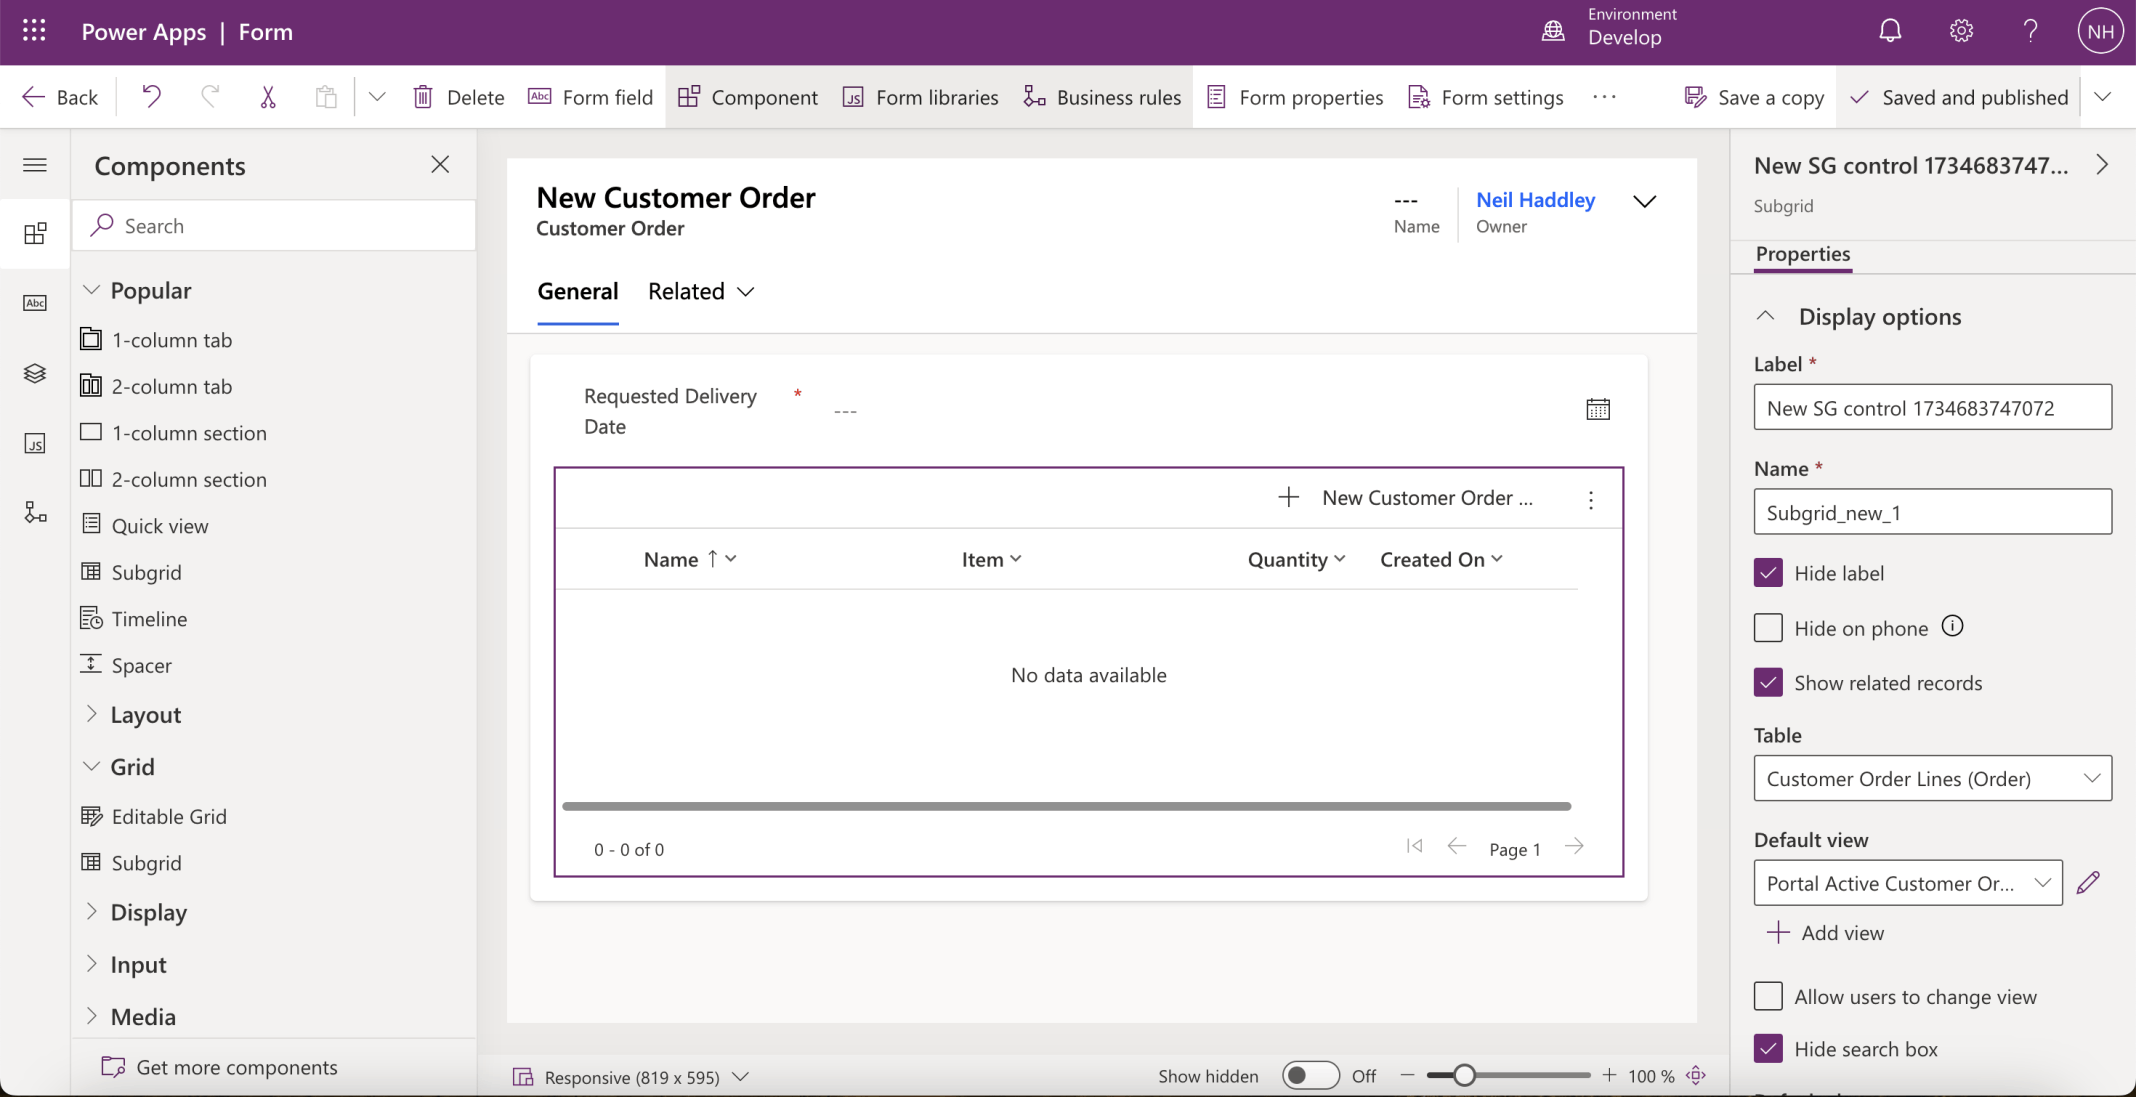 Power Apps | Form
Environment
Develop
NH
Back
Delete
Abc
Form field
Component
JS
Form libraries
Business rules
Form properties
Form settings
Save a copy
Saved and published
Components
Search
Popular
1-column tab
2-column tab
1-column section
2-column section
Quick view
Subgrid
Timeline
Spacer
Layout
Grid
Editable Grid
Subgrid
Display
Input
Media
Get more components
Abc
JS
New Customer Order
Customer Order
---
Name
Neil Haddley
Owner
General
Related
Requested Delivery
Date
*
---
New Customer Order ...
Name
Item
Quantity
Created On
No data available
0 - 0 of 0
Page 1
Responsive (819 x 595)
Show hidden
Off
100 %
New SG control 1734683747...
Subgrid
Properties
Display options
Label *
New SG control 1734683747072
Name *
Subgrid_new_1
Hide label
Hide on phone
Show related records
Table
Customer Order Lines (Order)
Default view
Portal Active Customer Or...
Add view
Allow users to change view
Hide search box